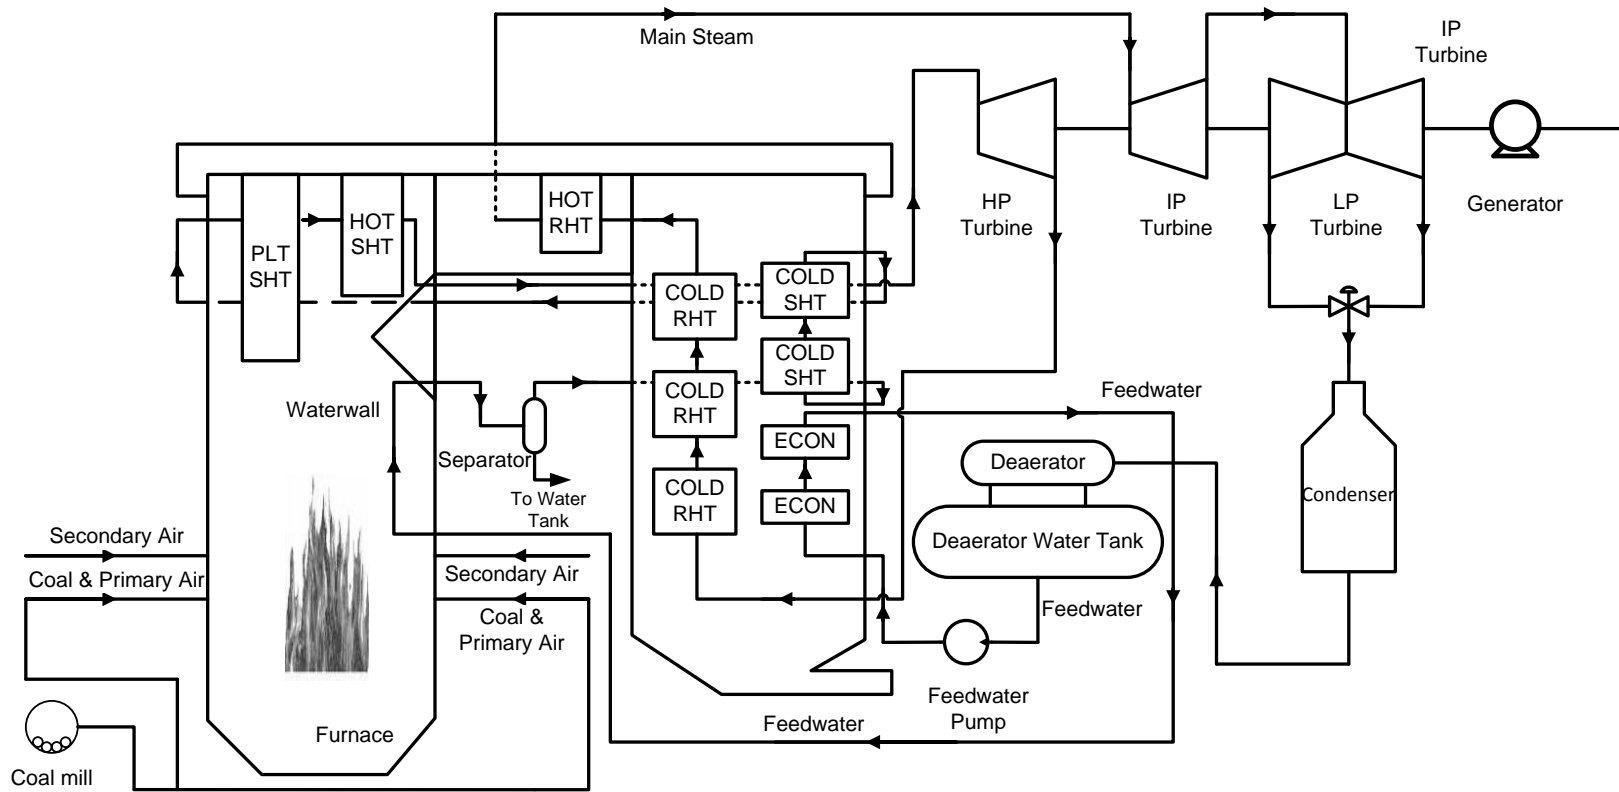 Main Steam
IP
Turbine
HP
Turbine
IP
Turbine
LP
Turbine
Generator
PLT
SHT
HOT
SHT
HOT
RHT
COLD
RHT
COLD
SHT
COLD
SHT
COLD
RHT
COLD
RHT
ECON
ECON
Waterwall
Separator
To Water
Tank
Feedwater
Deaerator
Deaerator Water Tank
Condenser
Secondary Air
Coal & Primary Air
Secondary Air
Coal &
Primary Air
Feedwater
Feedwater
Pump
Feedwater
Furnace
Coal mill